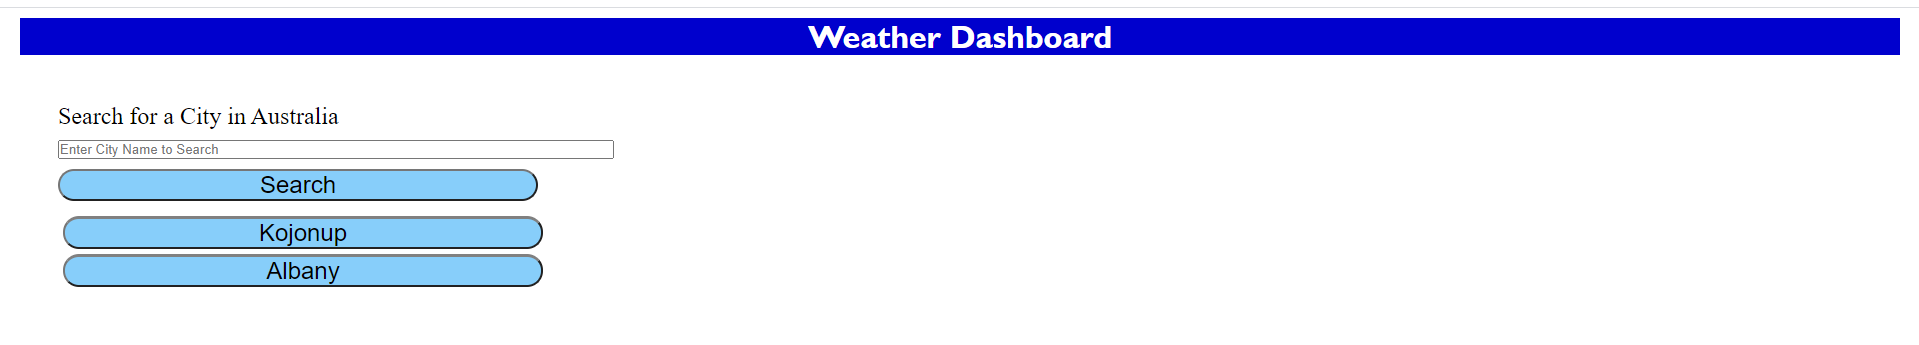 Weather Dashboard
Search for a City in Australia
Enter City Name to Search
Search
Kojonup
Albany